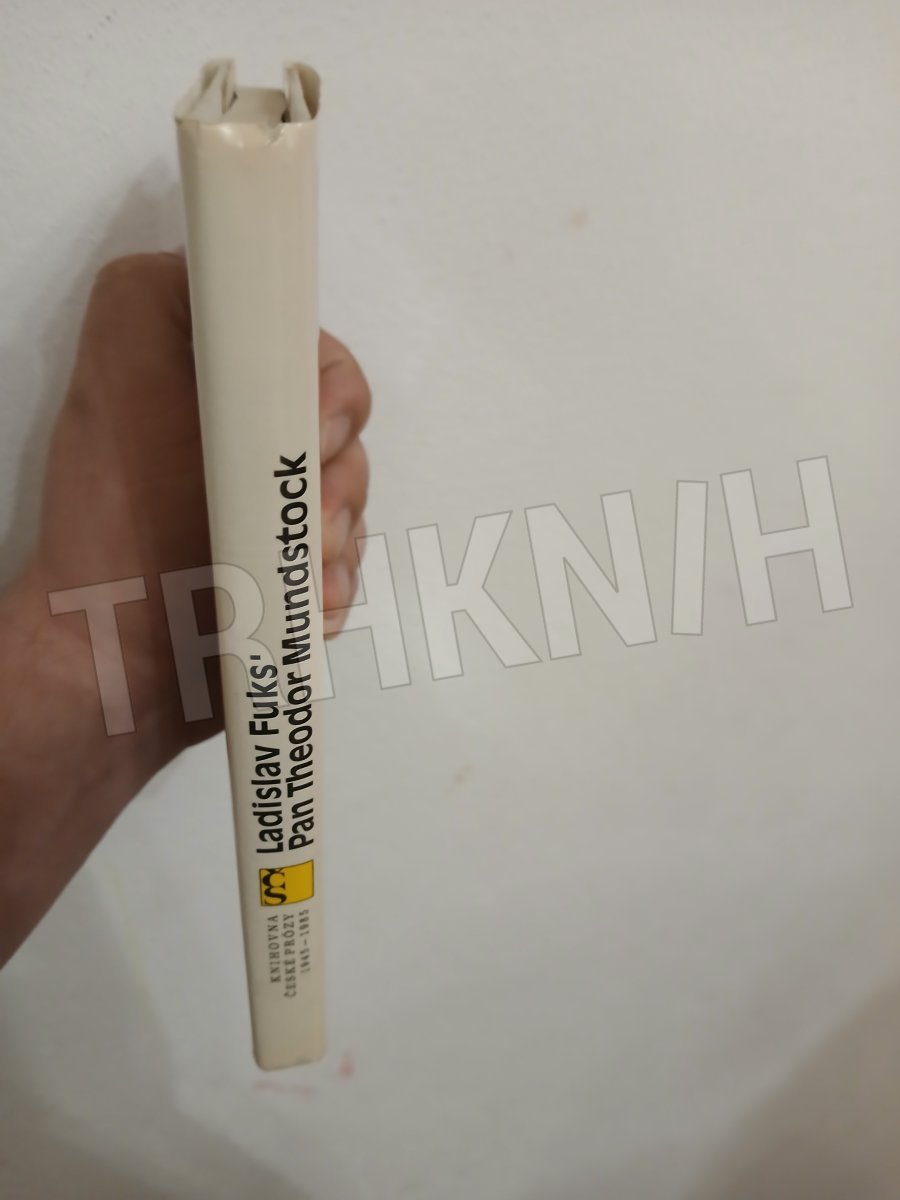 Ladislav Fuks'
Pan Theodor Mundstock
KNIHOVNA
ČESKÉ PRÓZY
1945–1985
TRHKNIH